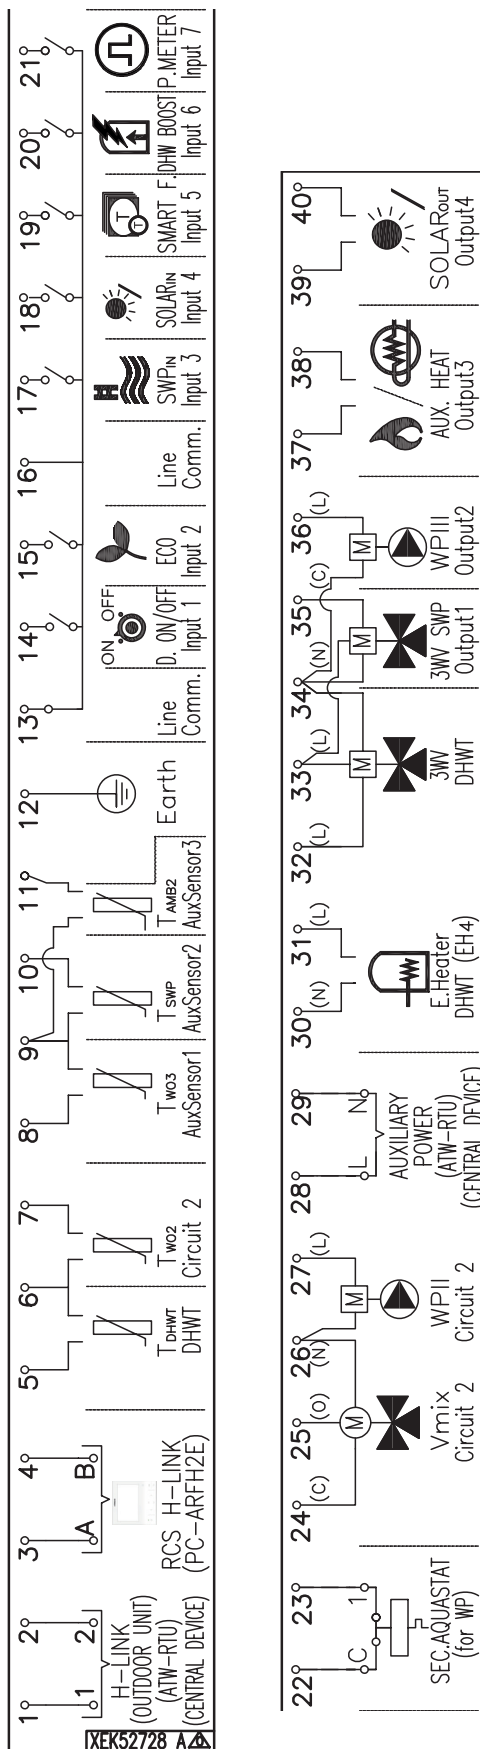 1 2
1 2
H-LINK
(OUTDOOR UNIT)
(ATW-RTU)
(CENTRAL DEVICE)
3 4
A B
RCS H-LINK
(PC-ARFH2E)
5 6 7
TDHWT
DHWT
TWO2
Circuit 2
8 9 10 11
TWO3
AuxSensor1
TSWP
AuxSensor2
TAMB2
AuxSensor3
12
Earth
13
Line
Comm.
14
ON OFF
D. ON/OFF
Input 1
15
ECO
Input 2
16
Line
Comm.
17
SWPIN
Input 3
18
SOLARIN
Input 4
19
T
T
SMART F.
Input 5
20
DHW BOOST
Input 6
21
P.METER
Input 7
XEK52728 A
22 23
C 1
SEC.AQUASTAT
(for WP)
24 25 26 27
(C) (O) (N) (L)
M
M
Vmix
Circuit 2
WPII
Circuit 2
28 29
L N
AUXILIARY
POWER
(ATW-RTU)
(CENTRAL DEVICE)
30 31
(N) (L)
E.Heater
DHWT (EH4)
32 33 34 35 36
(L) (L) (N) (C) (L)
M M M
3WV
DHWT
3WV SWP
Output1
WPIII
Output2
37 38
AUX. HEAT
Output3
39 40
SOLAROUT
Output4